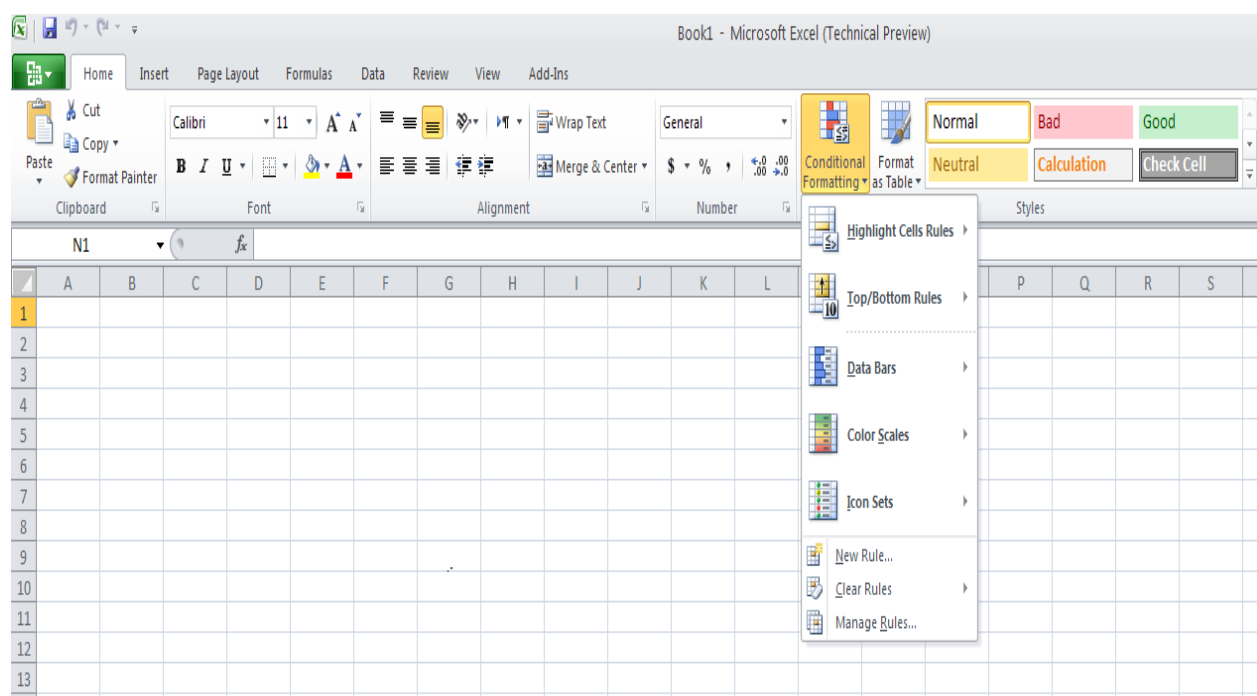 Book1 - Microsoft Excel (Technical Preview)
Home Insert Page Layout Formulas Data Review View Add-Ins
Paste
Cut
Copy
Format Painter
Clipboard
Calibri 11
B I U A
Font
Wrap Text
Merge & Center
Alignment
General
$ % , .0 .00 .00 .0
Number
Conditional Formatting
Format as Table
Normal Bad Good
Neutral Calculation Check Cell
Styles
N1 fx
A B C D E F G H I J K L P Q R S
1
2
3
4
5
6
7
8
9
10
11
12
13
Highlight Cells Rules
Top/Bottom Rules
Data Bars
Color Scales
Icon Sets
New Rule...
Clear Rules
Manage Rules...